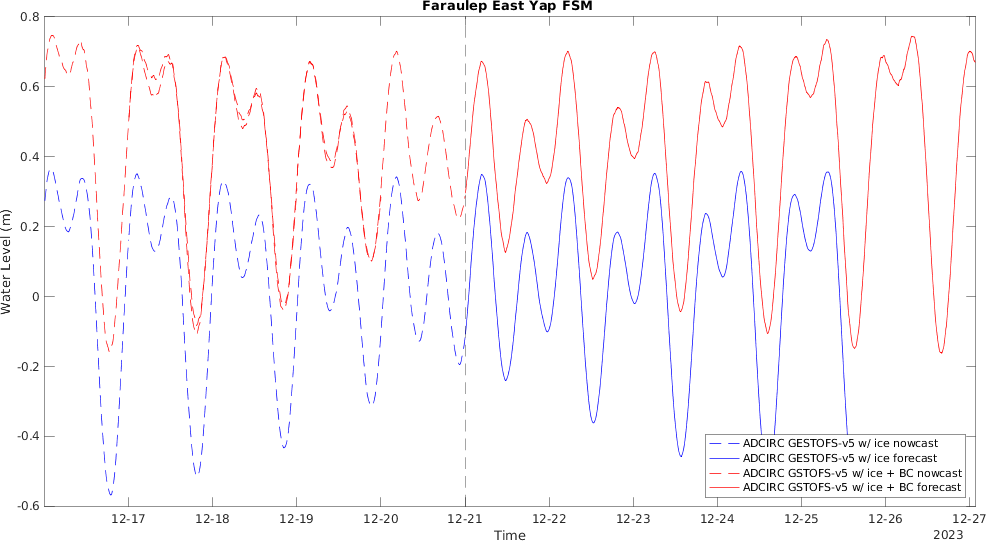 Faraulep East Yap FSM
0.8
0.6
0.4
0.2
0
-0.2
-0.4
-0.6
Water Level (m)
ADCIRC GESTOFS-v5 w/ ice nowcast
ADCIRC GESTOFS-v5 w/ ice forecast
ADCIRC GSTOFS-v5 w/ ice + BC nowcast
ADCIRC GSTOFS-v5 w/ ice + BC forecast
12-17 12-18 12-19 12-20 12-21 12-22 12-23 12-24 12-25 12-26 12-27
Time
2023